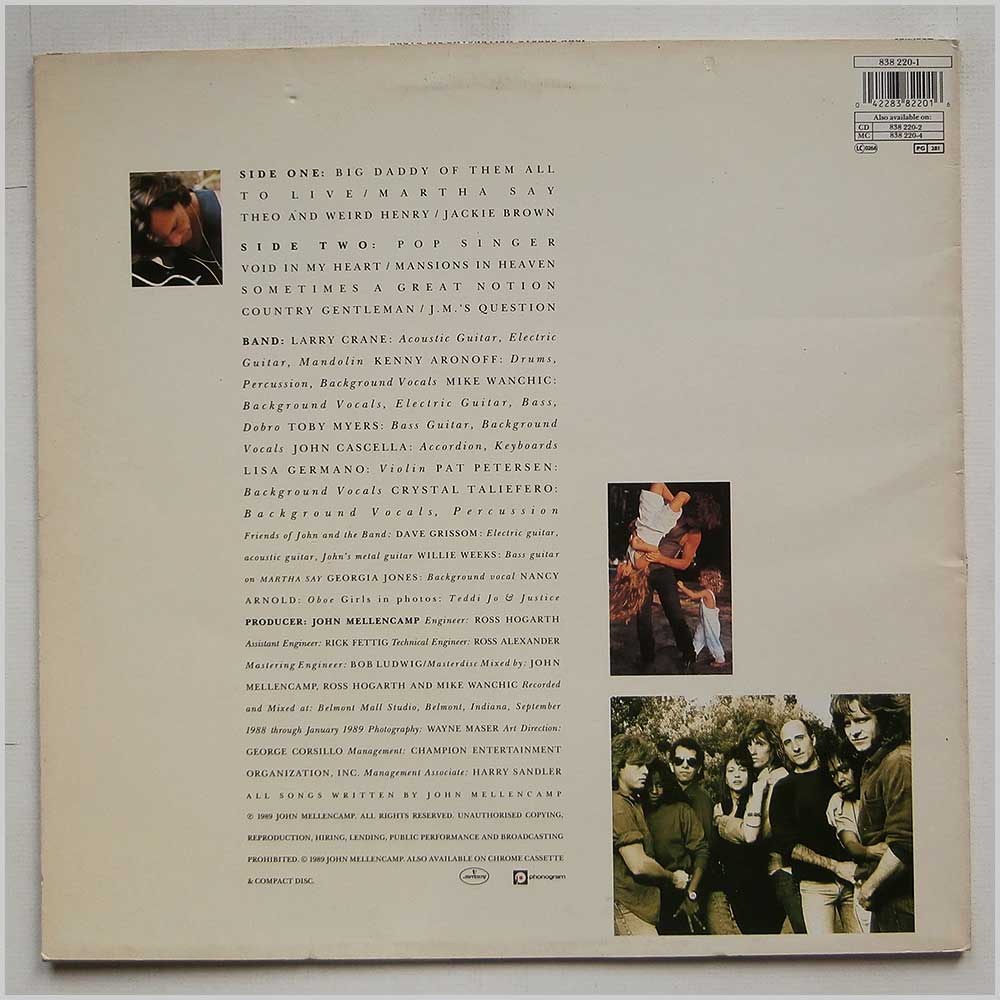 838 220-1
0 42283 82201 6
Also available on:
CD 838 220-2
MC 838 220-4
LC 0268 PG 281
SIDE ONE: BIG DADDY OF THEM ALL
TO LIVE / MARTHA SAY
THEO AND WEIRD HENRY / JACKIE BROWN
SIDE TWO: POP SINGER
VOID IN MY HEART / MANSIONS IN HEAVEN
SOMETIMES A GREAT NOTION
COUNTRY GENTLEMAN / J.M.'S QUESTION
BAND: LARRY CRANE: Acoustic Guitar, Electric
Guitar, Mandolin KENNY ARONOFF: Drums,
Percussion, Background Vocals MIKE WANCHIC:
Background Vocals, Electric Guitar, Bass,
Dobro TOBY MYERS: Bass Guitar, Background
Vocals JOHN CASCELLA: Accordion, Keyboards
LISA GERMANO: Violin PAT PETERSEN:
Background Vocals CRYSTAL TALIEFERO:
Background Vocals, Percussion
Friends of John and the Band: DAVE GRISSOM: Electric guitar,
acoustic guitar, John's metal guitar WILLIE WEEKS: Bass guitar
on MARTHA SAY GEORGIA JONES: Background vocal NANCY
ARNOLD: Oboe Girls in photos: Teddi Jo & Justice
PRODUCER: JOHN MELLENCAMP Engineer: ROSS HOGARTH
Assistant Engineer: RICK FETTIG Technical Engineer: ROSS ALEXANDER
Mastering Engineer: BOB LUDWIG/Masterdisc Mixed by: JOHN
MELLENCAMP, ROSS HOGARTH AND MIKE WANCHIC Recorded
and Mixed at: Belmont Mall Studio, Belmont, Indiana, September
1988 through January 1989 Photography: WAYNE MASER Art Direction:
GEORGE CORSILLO Management: CHAMPION ENTERTAINMENT
ORGANIZATION, INC. Management Associate: HARRY SANDLER
ALL SONGS WRITTEN BY JOHN MELLENCAMP
℗ 1989 JOHN MELLENCAMP. ALL RIGHTS RESERVED. UNAUTHORISED COPYING,
REPRODUCTION, HIRING, LENDING, PUBLIC PERFORMANCE AND BROADCASTING
PROHIBITED. © 1989 JOHN MELLENCAMP. ALSO AVAILABLE ON CHROME CASSETTE
& COMPACT DISC. mercury phonogram